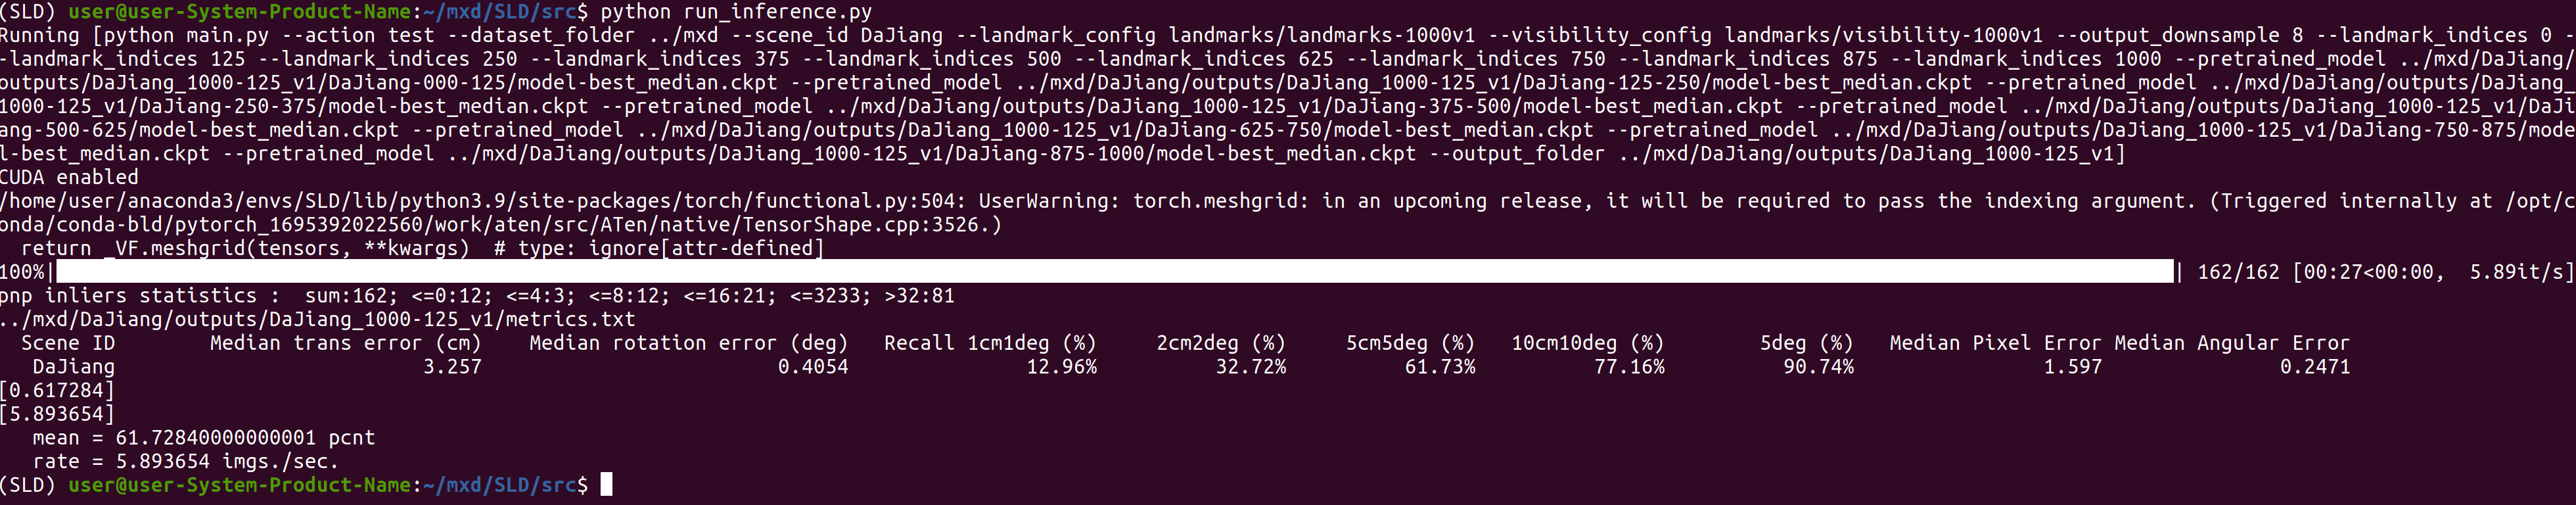 (SLD) user@user-System-Product-Name:~/mxd/SLD/src$ python run_inference.py
Running [python main.py --action test --dataset_folder ../mxd --scene_id DaJiang --landmark_config landmarks/landmarks-1000v1 --visibility_config landmarks/visibility-1000v1 --output_downsample 8 --landmark_indices 0 -
-landmark_indices 125 --landmark_indices 250 --landmark_indices 375 --landmark_indices 500 --landmark_indices 625 --landmark_indices 750 --landmark_indices 875 --landmark_indices 1000 --pretrained_model ../mxd/DaJiang/
outputs/DaJiang_1000-125_v1/DaJiang-000-125/model-best_median.ckpt --pretrained_model ../mxd/DaJiang/outputs/DaJiang_1000-125_v1/DaJiang-125-250/model-best_median.ckpt --pretrained_model ../mxd/DaJiang/outputs/DaJiang_
1000-125_v1/DaJiang-250-375/model-best_median.ckpt --pretrained_model ../mxd/DaJiang/outputs/DaJiang_1000-125_v1/DaJiang-375-500/model-best_median.ckpt --pretrained_model ../mxd/DaJiang/outputs/DaJiang_1000-125_v1/DaJi
ang-500-625/model-best_median.ckpt --pretrained_model ../mxd/DaJiang/outputs/DaJiang_1000-125_v1/DaJiang-625-750/model-best_median.ckpt --pretrained_model ../mxd/DaJiang/outputs/DaJiang_1000-125_v1/DaJiang-750-875/mode
l-best_median.ckpt --pretrained_model ../mxd/DaJiang/outputs/DaJiang_1000-125_v1/DaJiang-875-1000/model-best_median.ckpt --output_folder ../mxd/DaJiang/outputs/DaJiang_1000-125_v1]
CUDA enabled
/home/user/anaconda3/envs/SLD/lib/python3.9/site-packages/torch/functional.py:504: UserWarning: torch.meshgrid: in an upcoming release, it will be required to pass the indexing argument. (Triggered internally at /opt/c
onda/conda-bld/pytorch_1695392022560/work/aten/src/ATen/native/TensorShape.cpp:3526.)
  return _VF.meshgrid(tensors, **kwargs)  # type: ignore[attr-defined]
100%| | 162/162 [00:27<00:00,  5.89it/s]
pnp inliers statistics :  sum:162; <=0:12; <=4:3; <=8:12; <=16:21; <=3233; >32:81
../mxd/DaJiang/outputs/DaJiang_1000-125_v1/metrics.txt
Scene ID Median trans error (cm) Median rotation error (deg) Recall 1cm1deg (%) 2cm2deg (%) 5cm5deg (%) 10cm10deg (%) 5deg (%) Median Pixel Error Median Angular Error
DaJiang 3.257 0.4054 12.96% 32.72% 61.73% 77.16% 90.74% 1.597 0.2471
[0.617284]
[5.893654]
mean = 61.72840000000001 pcnt
rate = 5.893654 imgs./sec.
(SLD) user@user-System-Product-Name:~/mxd/SLD/src$